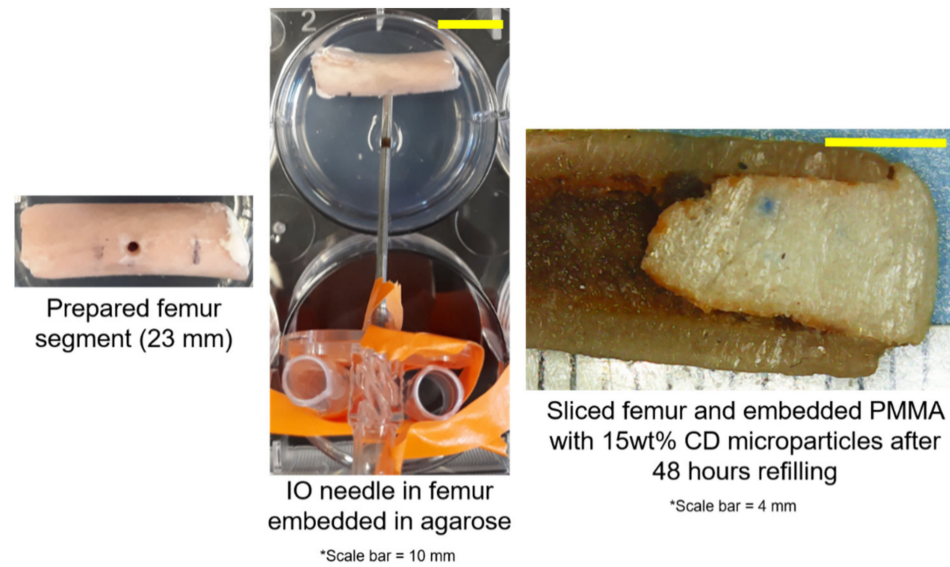 2
Prepared femur
segment (23 mm)
IO needle in femur
embedded in agarose
*Scale bar = 10 mm
Sliced femur and embedded PMMA
with 15wt% CD microparticles after
48 hours refilling
*Scale bar = 4 mm